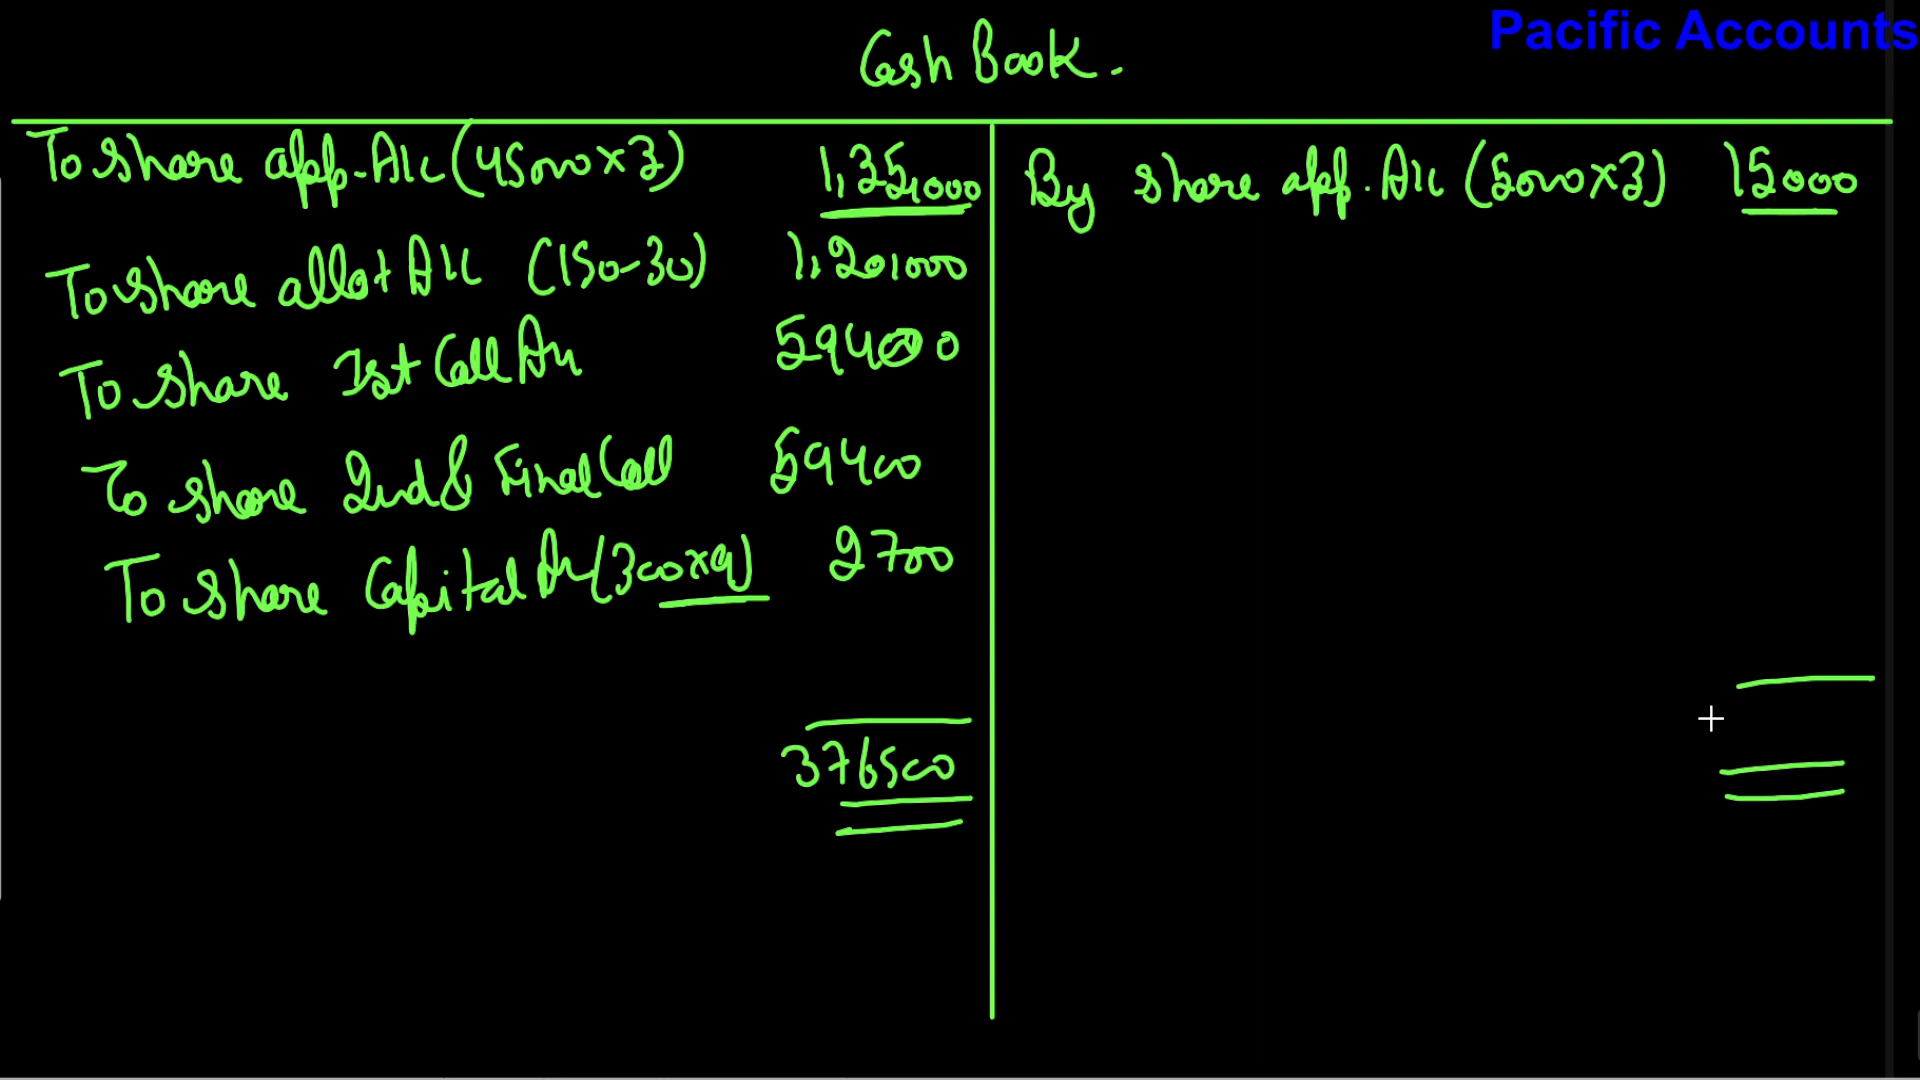 Pacific Accounts
Cash Book.
To Share app. A/c (45000×3) 1,35,000
By Share app. A/c (5000×3) 15000
To Share allot A/c (150-30) 1,20,000
To Share Ist Call A/c 59400
To Share 2nd & Final Call 59400
To Share Capital A/c (300×9) 2700
376500